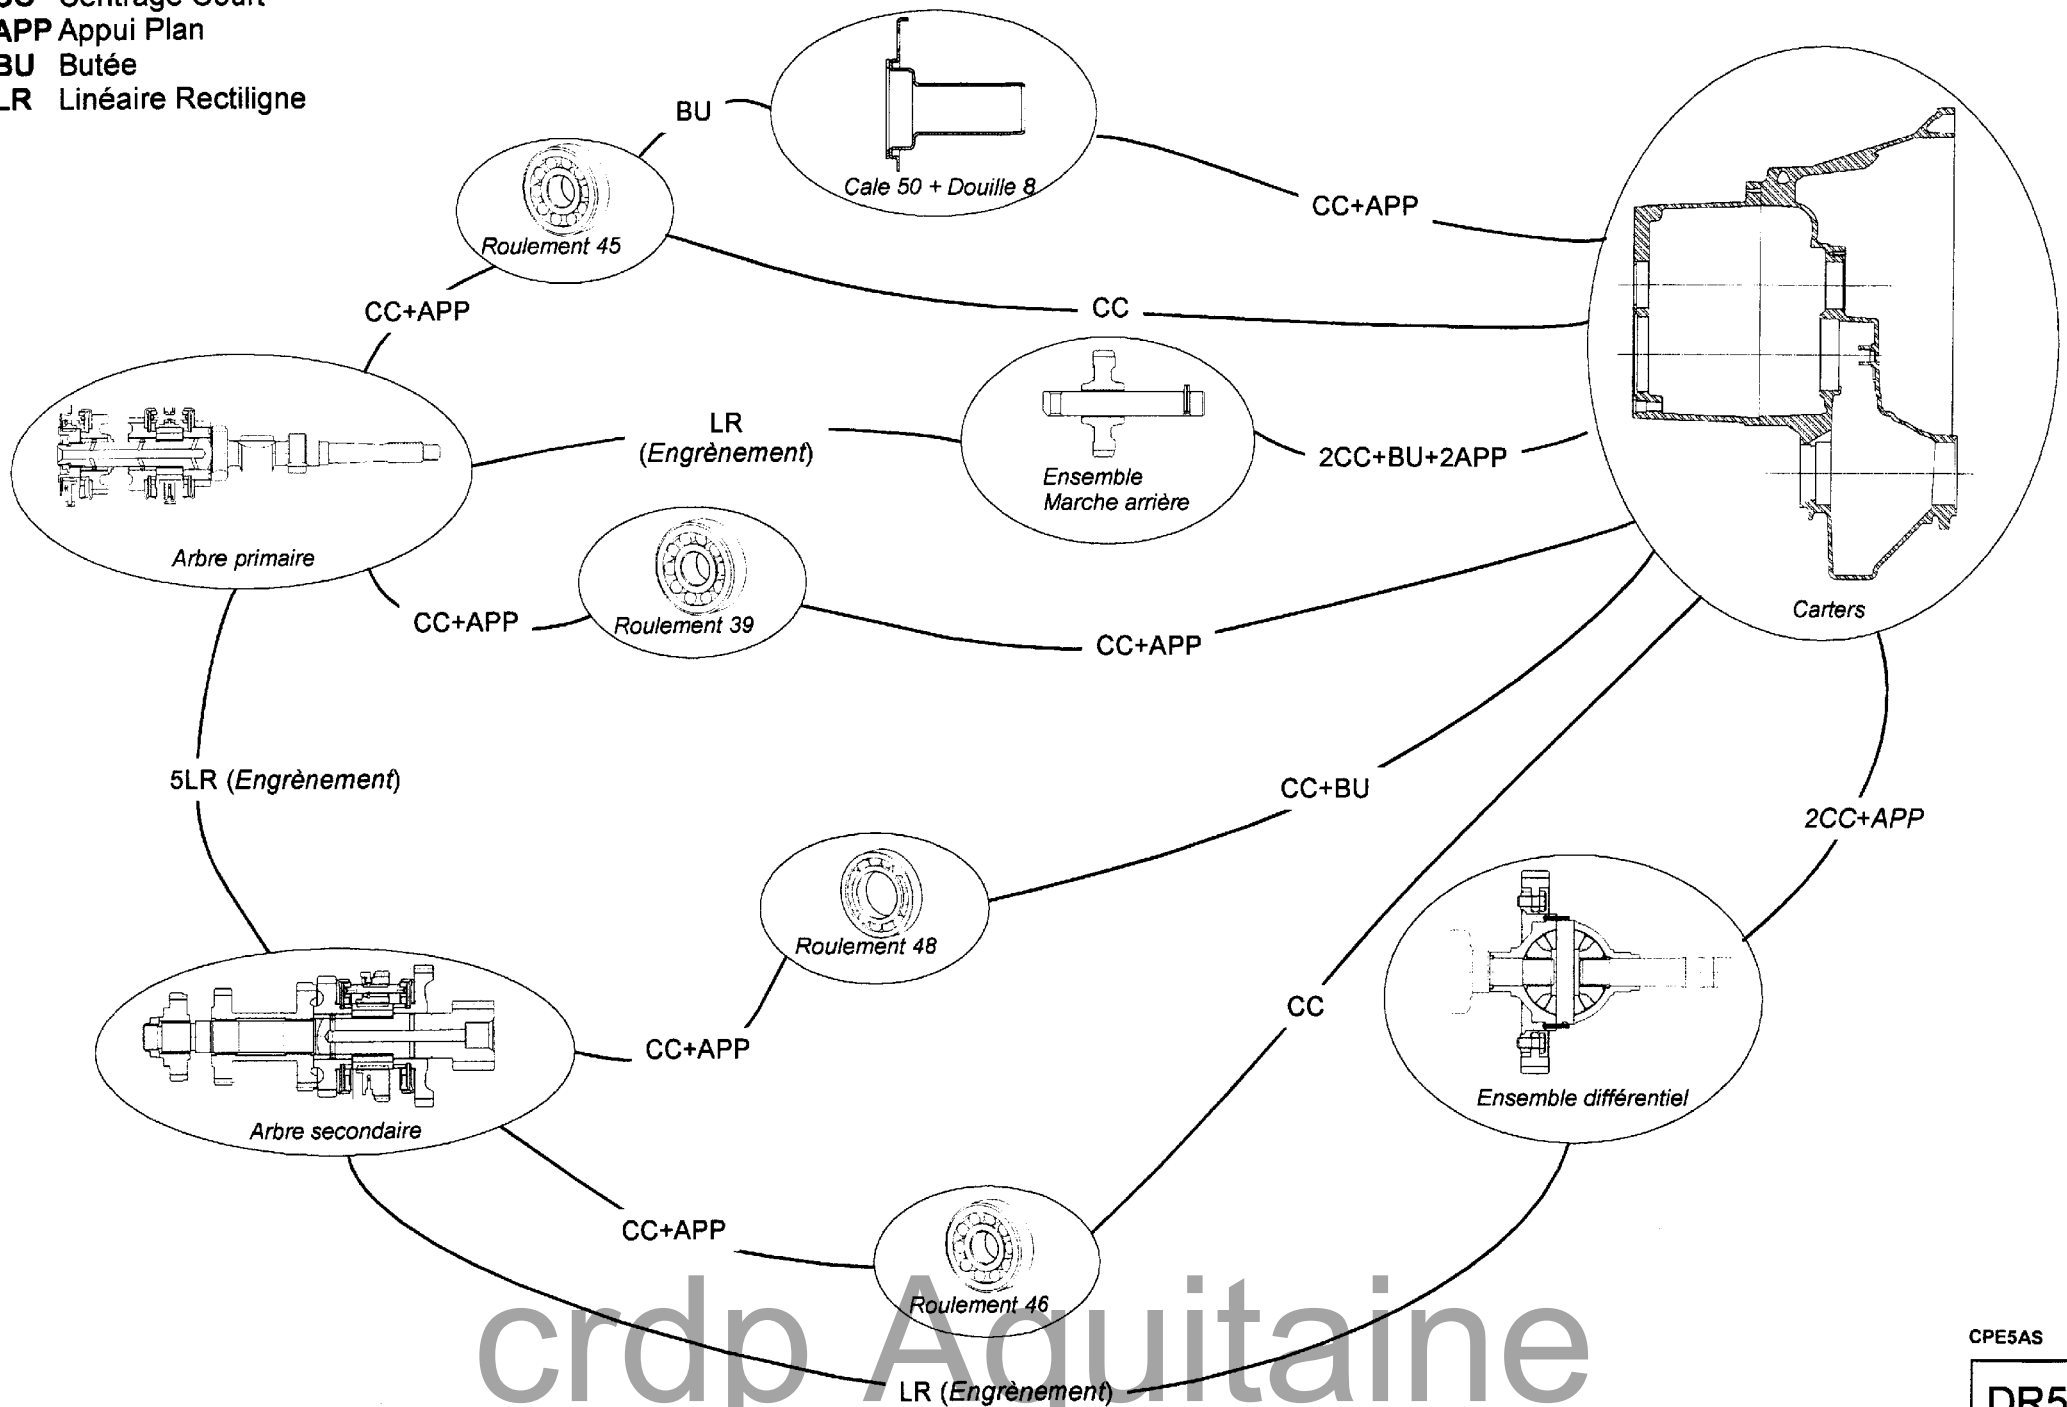 APP Appui Plan
BU Butée
LR Linéaire Rectiligne
BU
Cale 50 + Douille 8
Roulement 45
CC+APP
CC+APP
CC
LR
(Engrènement)
2CC+BU+2APP
Ensemble
Marche arrière
Arbre primaire
CC+APP
Roulement 39
CC+APP
Carters
5LR (Engrènement)
CC+BU
2CC+APP
Roulement 48
CC+APP
CC
Ensemble différentiel
Arbre secondaire
CC+APP
Roulement 46
crdp Aquitaine
LR (Engrènement)
CPE5AS
DR5